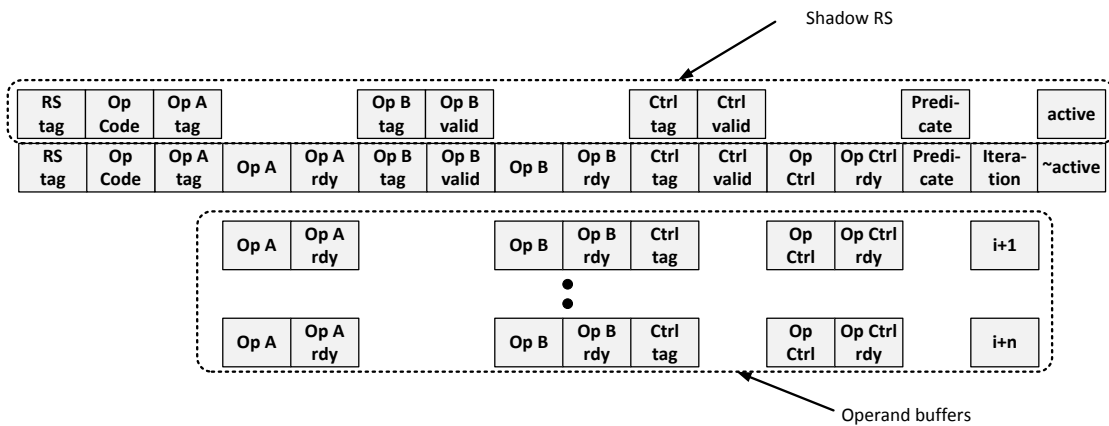 Shadow RS
RS tag Op Code Op A tag Op B tag Op B valid Ctrl tag Ctrl valid Predi-cate active
RS tag Op Code Op A tag Op A Op A rdy Op B tag Op B valid Op B Op B rdy Ctrl tag Ctrl valid Op Ctrl Op Ctrl rdy Predi-cate Itera-tion ~active
Op A Op A rdy Op B Op B rdy Ctrl tag Op Ctrl Op Ctrl rdy i+1
Op A Op A rdy Op B Op B rdy Ctrl tag Op Ctrl Op Ctrl rdy i+n
Operand buffers